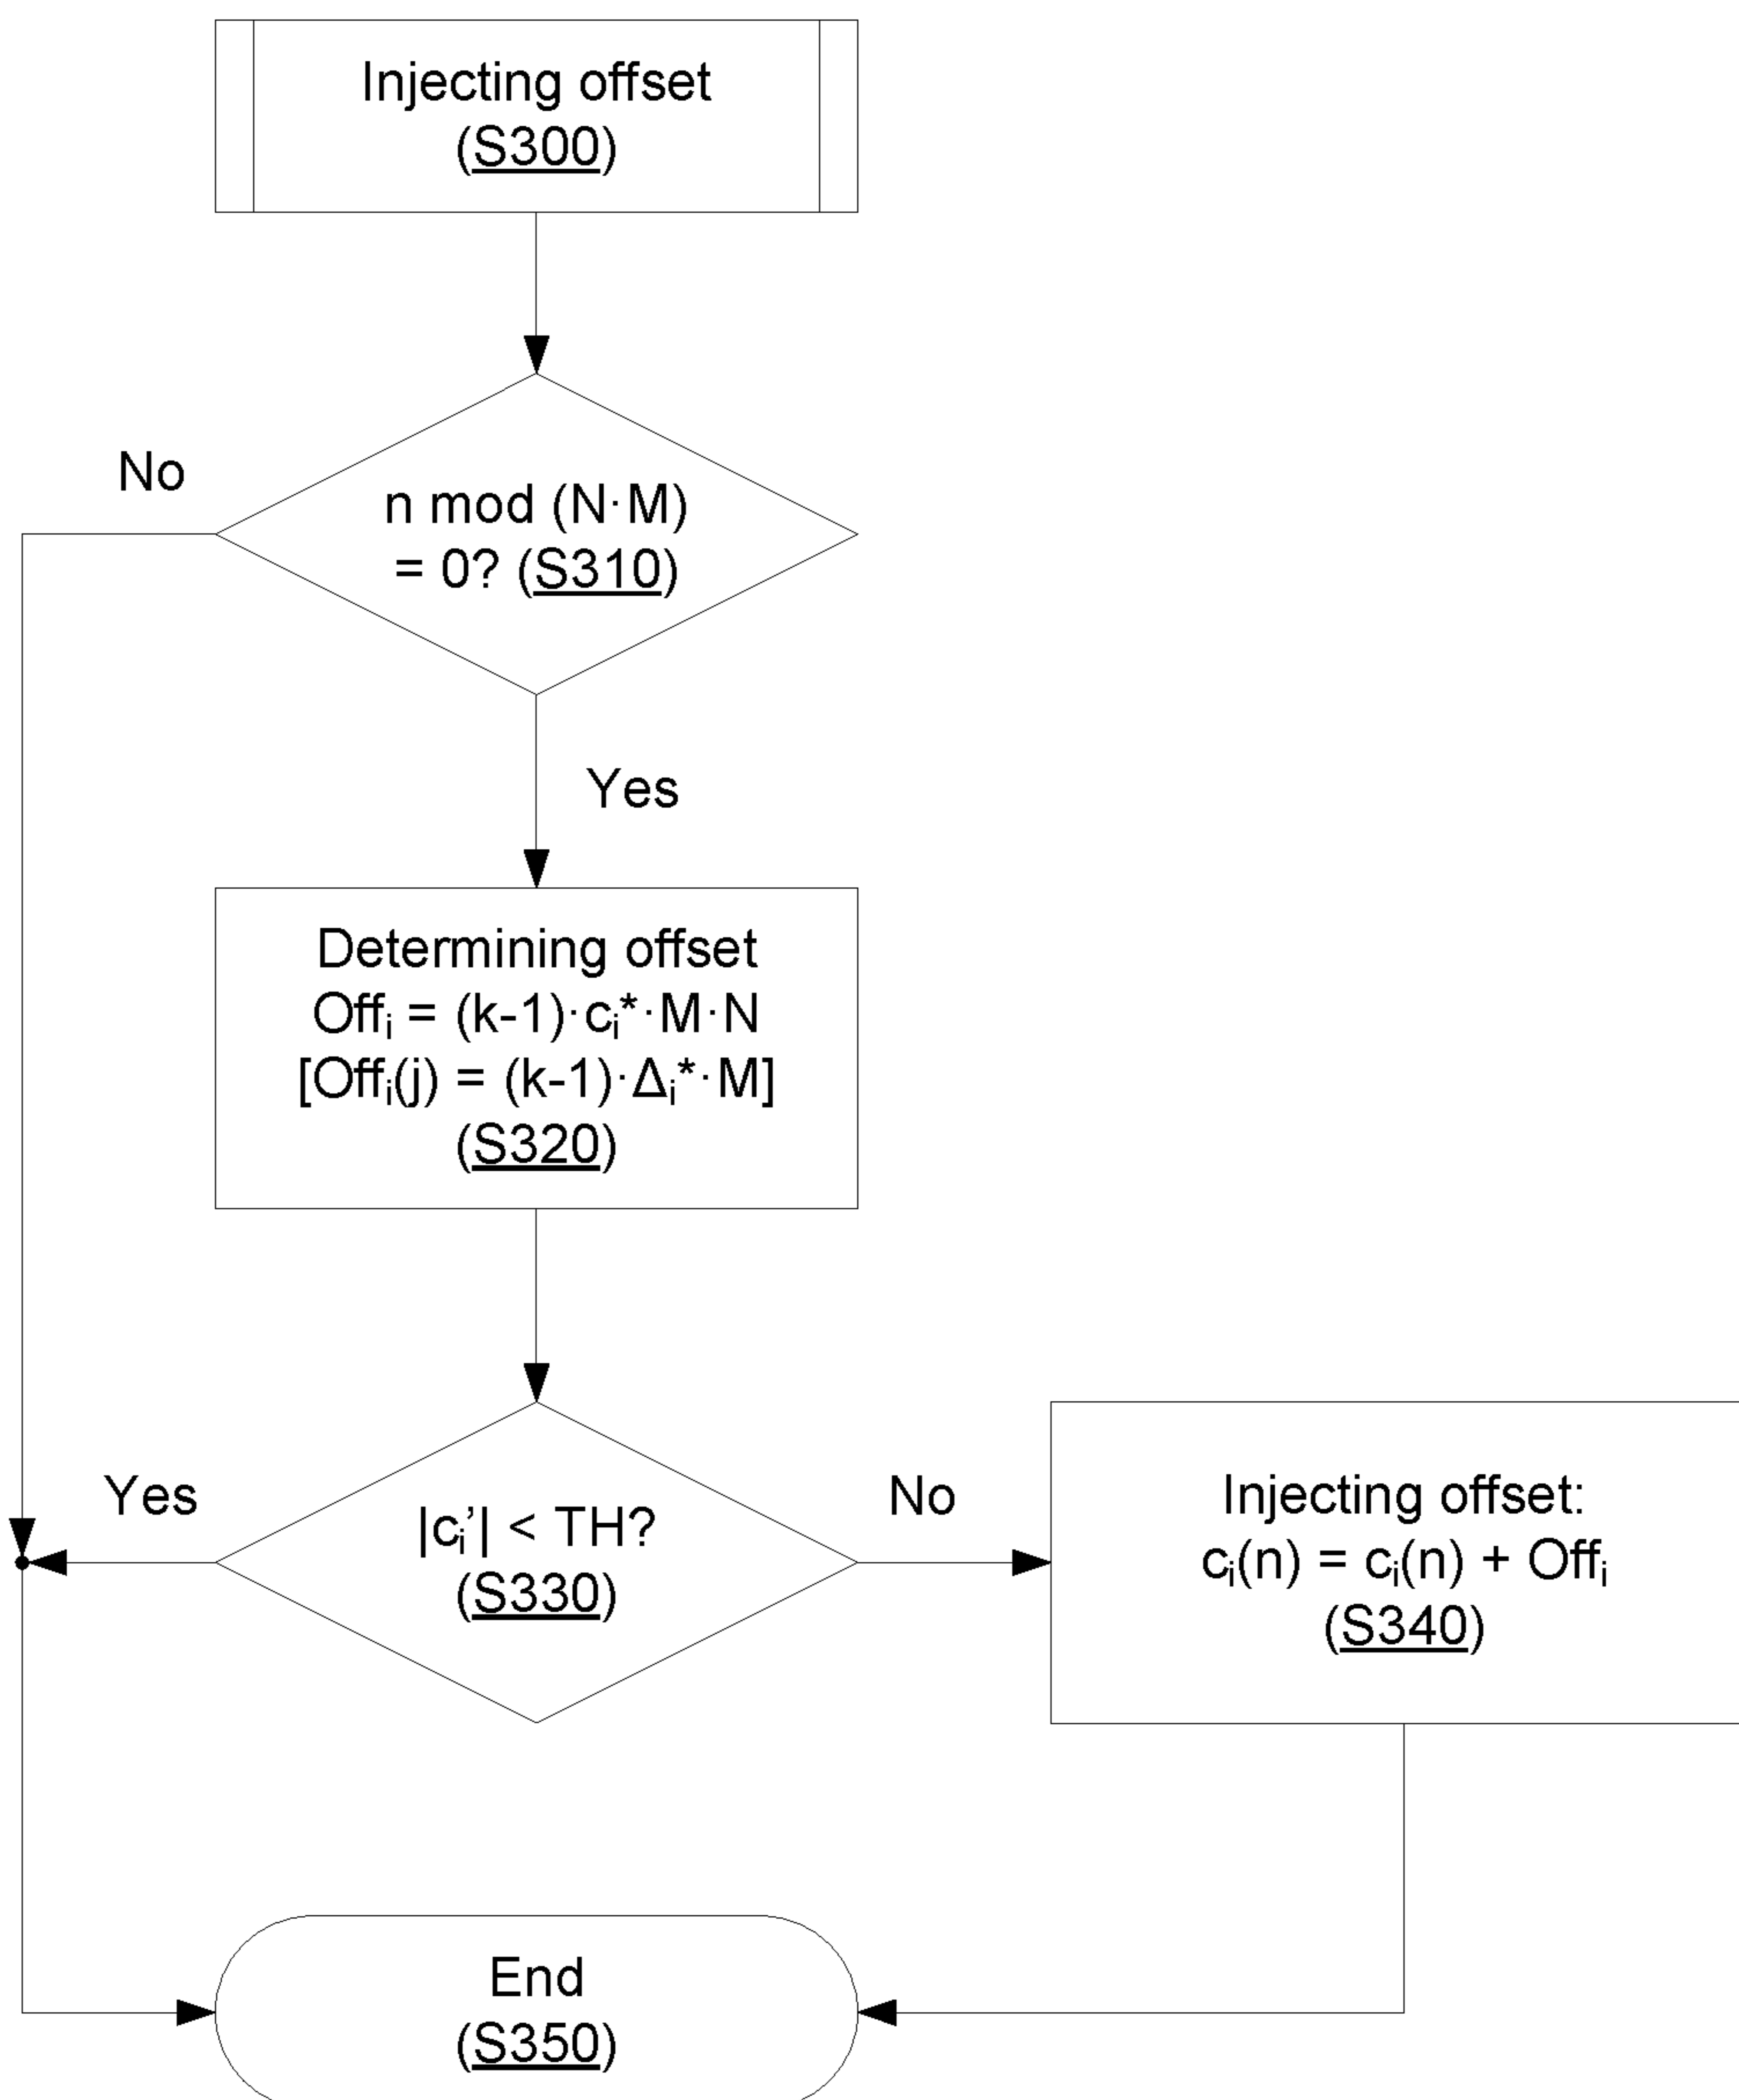 Injecting offset
(S300)
No
n mod (N·M)
= 0? (S310)
Yes
Determining offset
Offᵢ = (k-1)·cᵢ*·M·N
[Offᵢ(j) = (k-1)·Δᵢ*·M]
(S320)
Yes
|cᵢ’| < TH?
(S330)
No
Injecting offset:
cᵢ(n) = cᵢ(n) + Offᵢ
(S340)
End
(S350)